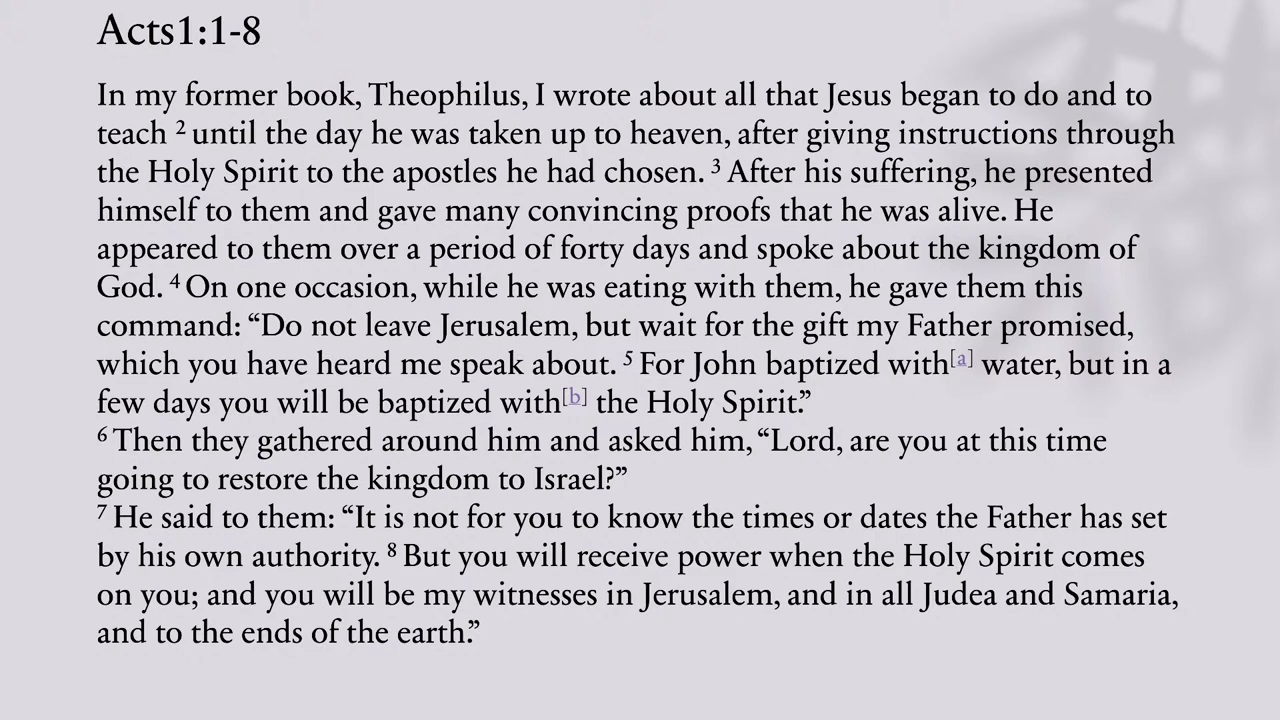 Acts1:1-8
In my former book, Theophilus, I wrote about all that Jesus began to do and to
teach 2 until the day he was taken up to heaven, after giving instructions through
the Holy Spirit to the apostles he had chosen. 3 After his suffering, he presented
himself to them and gave many convincing proofs that he was alive. He
appeared to them over a period of forty days and spoke about the kingdom of
God. 4 On one occasion, while he was eating with them, he gave them this
command: “Do not leave Jerusalem, but wait for the gift my Father promised,
which you have heard me speak about. 5 For John baptized with[a] water, but in a
few days you will be baptized with[b] the Holy Spirit.”
6 Then they gathered around him and asked him, “Lord, are you at this time
going to restore the kingdom to Israel?”
7 He said to them: “It is not for you to know the times or dates the Father has set
by his own authority. 8 But you will receive power when the Holy Spirit comes
on you; and you will be my witnesses in Jerusalem, and in all Judea and Samaria,
and to the ends of the earth.”